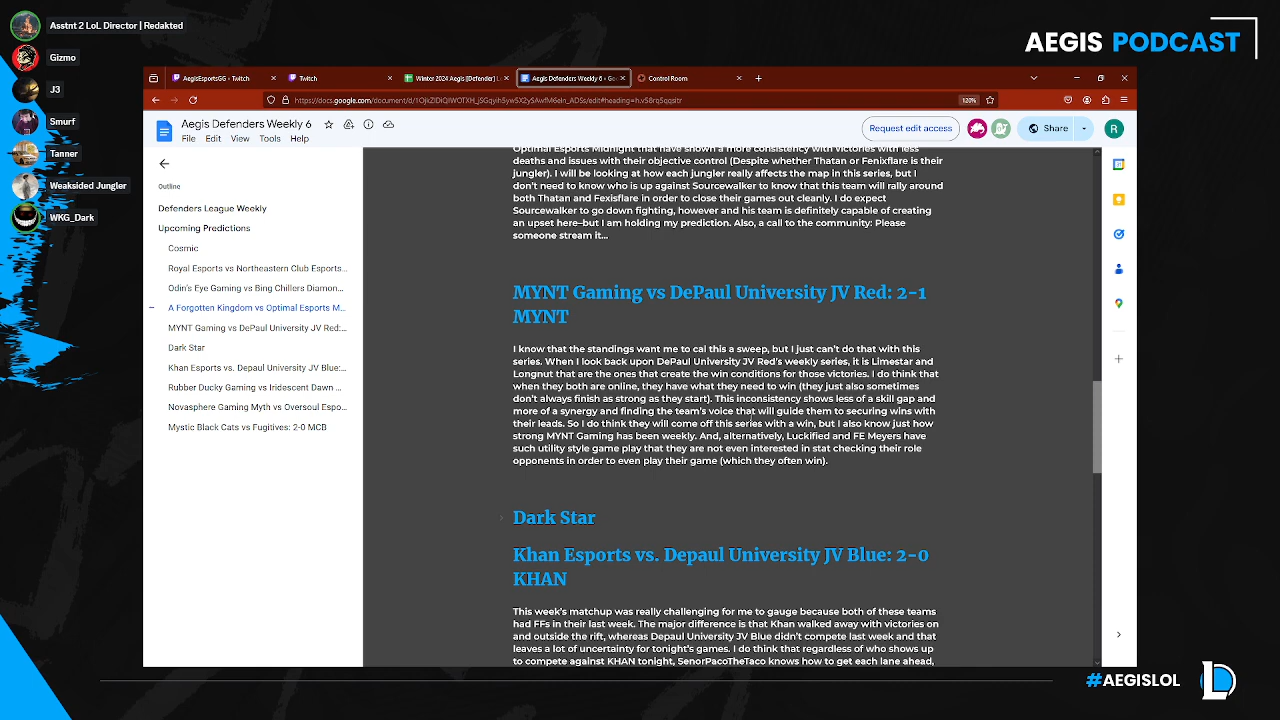 Asstnt 2 LoL Director | Redakted
Gizmo
J3
Smurf
Tanner
Weaksided Jungler
WKG_Dark
AEGIS PODCAST
AegisEsportsGG - Twitch
Twitch
Winter 2024 Aegis [Defender] L
Aegis Defenders Weekly 6 - Goo
Control Room
120%
Aegis Defenders Weekly 6
File Edit View Tools Help
Request edit access
Share
R
Outline
Defenders League Weekly
Upcoming Predictions
Cosmic
Royal Esports vs Northeastern Club Esports...
Odin's Eye Gaming vs Bing Chillers Diamon...
A Forgotten Kingdom vs Optimal Esports M...
MYNT Gaming vs DePaul University JV Red:...
Dark Star
Khan Esports vs. Depaul University JV Blue:...
Rubber Ducky Gaming vs Iridescent Dawn ...
Novasphere Gaming Myth vs Oversoul Espo...
Mystic Black Cats vs Fugitives: 2-0 MCB
Optimal Esports Midnight that have shown a more consistency with victories with less
deaths and issues with their objective control (Despite whether Thatan or Fenixflare is their
jungler). I will be looking at how each jungler really affects the map in this series, but I
don't need to know who is up against Sourcewalker to know that this team will rally around
both Thatan and Fexisflare in order to close their games out cleanly. I do expect
Sourcewalker to go down fighting, however and his team is definitely capable of creating
an upset here–but I am holding my prediction. Also, a call to the community: Please
someone stream it...
MYNT Gaming vs DePaul University JV Red: 2-1
MYNT
I know that the standings want me to cal this a sweep, but I just can't do that with this
series. When I look back upon DePaul University JV Red's weekly series, it is Limestar and
Longnut that are the ones that create the win conditions for those victories. I do think that
when they both are online, they have what they need to win (they just also sometimes
don't always finish as strong as they start). This inconsistency shows less of a skill gap and
more of a synergy and finding the team's voice that will guide them to securing wins with
their leads. So I do think they will come off this series with a win, but I also know just how
strong MYNT Gaming has been weekly. And, alternatively, Luckified and FE Meyers have
such utility style game play that they are not even interested in stat checking their role
opponents in order to even play their game (which they often win).
Dark Star
Khan Esports vs. Depaul University JV Blue: 2-0
KHAN
This week's matchup was really challenging for me to gauge because both of these teams
had FFs in their last week. The major difference is that Khan walked away with victories on
and outside the rift, whereas Depaul University JV Blue didn't compete last week and that
leaves a lot of uncertainty for tonight's games. I do think that regardless of who shows up
to compete against KHAN tonight, SenorPacoTheTaco knows how to get each lane ahead,
#AEGISLOL